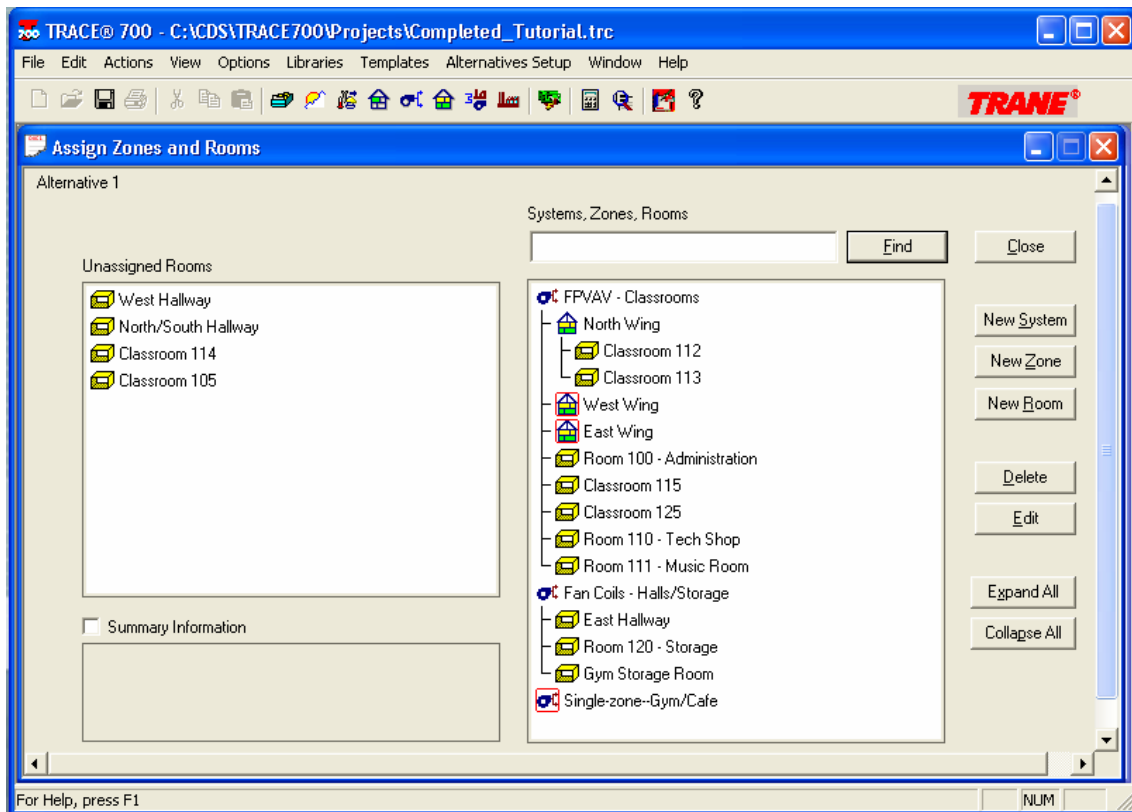 TRACE® 700 - C:\CDS\TRACE700\Projects\Completed_Tutorial.trc
File Edit Actions View Options Libraries Templates Alternatives Setup Window Help
TRANE®
Assign Zones and Rooms
Alternative 1
Systems, Zones, Rooms
Find
Close
Unassigned Rooms
West Hallway
North/South Hallway
Classroom 114
Classroom 105
Summary Information
FPVAV - Classrooms
North Wing
Classroom 112
Classroom 113
West Wing
East Wing
Room 100 - Administration
Classroom 115
Classroom 125
Room 110 - Tech Shop
Room 111 - Music Room
Fan Coils - Halls/Storage
East Hallway
Room 120 - Storage
Gym Storage Room
Single-zone--Gym/Cafe
New System
New Zone
New Room
Delete
Edit
Expand All
Collapse All
For Help, press F1
NUM